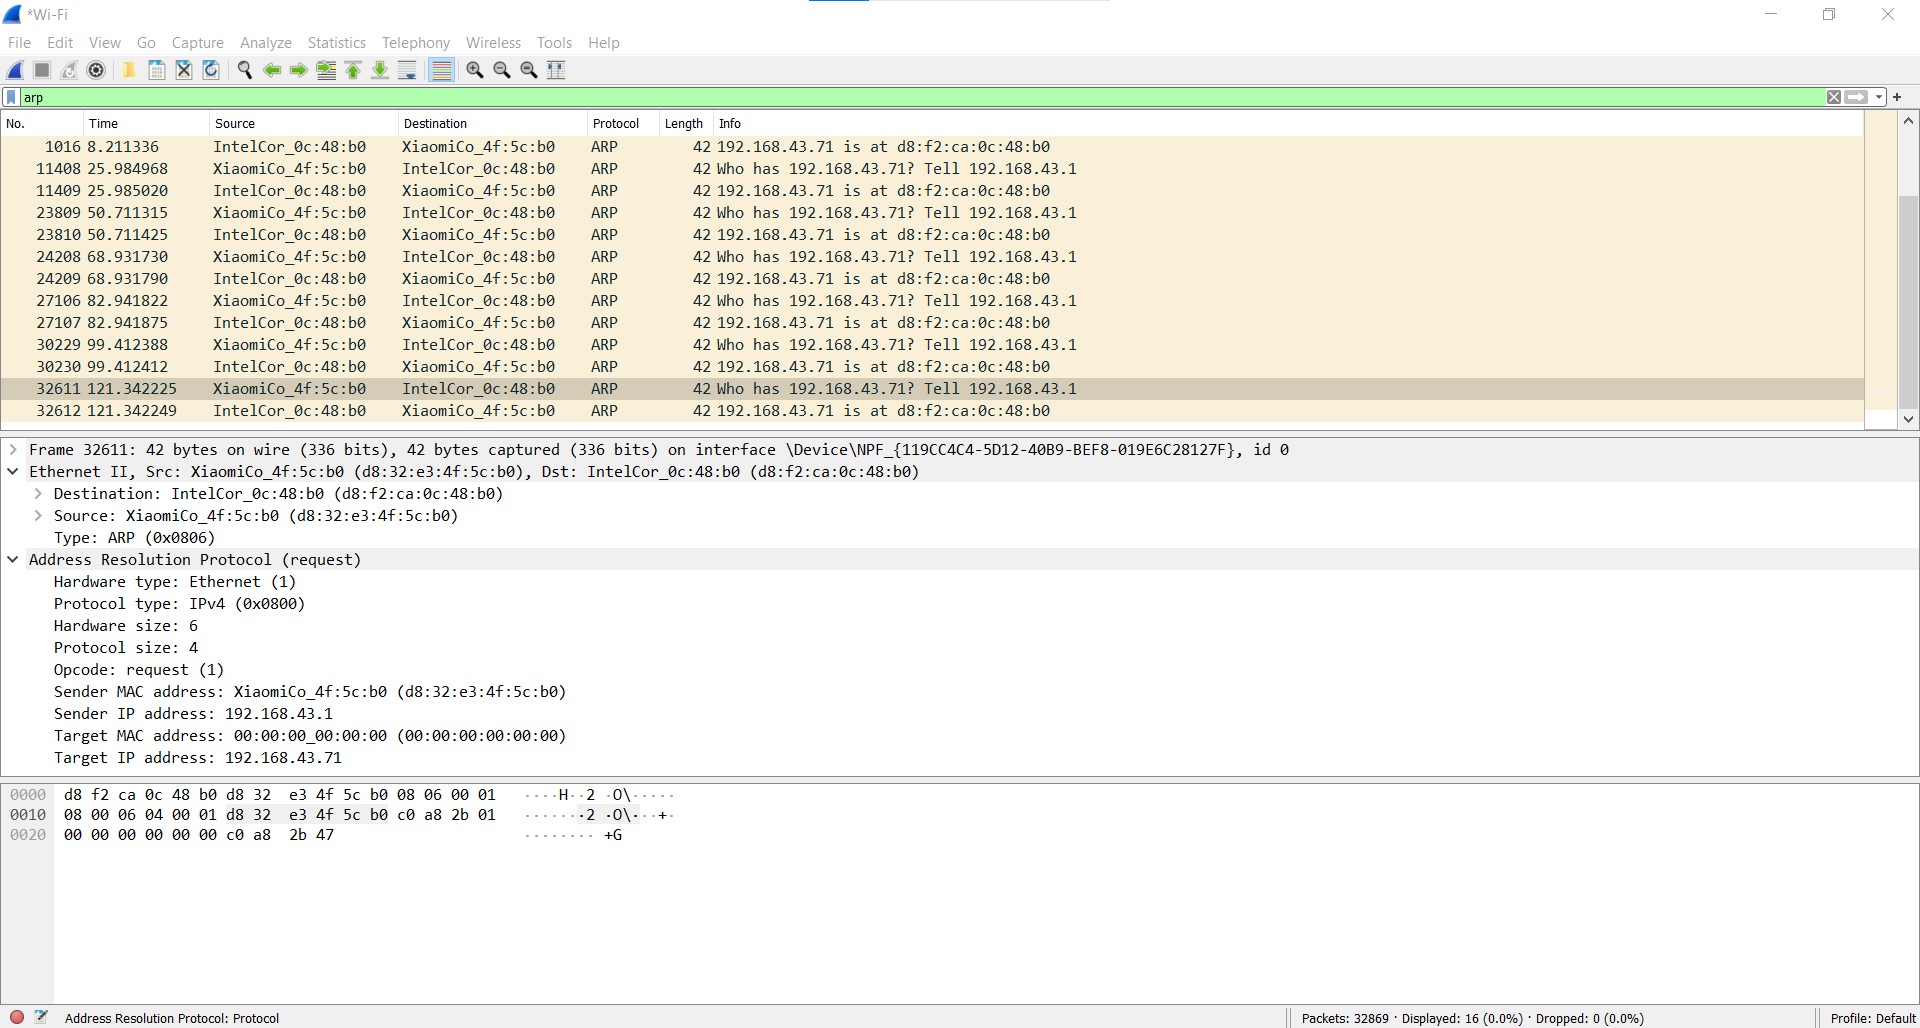 *Wi-Fi
File Edit View Go Capture Analyze Statistics Telephony Wireless Tools Help
arp
No. Time Source Destination Protocol Length Info
1016 8.211336 IntelCor_0c:48:b0 XiaomiCo_4f:5c:b0 ARP 42 192.168.43.71 is at d8:f2:ca:0c:48:b0
11408 25.984968 XiaomiCo_4f:5c:b0 IntelCor_0c:48:b0 ARP 42 Who has 192.168.43.71? Tell 192.168.43.1
11409 25.985020 IntelCor_0c:48:b0 XiaomiCo_4f:5c:b0 ARP 42 192.168.43.71 is at d8:f2:ca:0c:48:b0
23809 50.711315 XiaomiCo_4f:5c:b0 IntelCor_0c:48:b0 ARP 42 Who has 192.168.43.71? Tell 192.168.43.1
23810 50.711425 IntelCor_0c:48:b0 XiaomiCo_4f:5c:b0 ARP 42 192.168.43.71 is at d8:f2:ca:0c:48:b0
24208 68.931730 XiaomiCo_4f:5c:b0 IntelCor_0c:48:b0 ARP 42 Who has 192.168.43.71? Tell 192.168.43.1
24209 68.931790 IntelCor_0c:48:b0 XiaomiCo_4f:5c:b0 ARP 42 192.168.43.71 is at d8:f2:ca:0c:48:b0
27106 82.941822 XiaomiCo_4f:5c:b0 IntelCor_0c:48:b0 ARP 42 Who has 192.168.43.71? Tell 192.168.43.1
27107 82.941875 IntelCor_0c:48:b0 XiaomiCo_4f:5c:b0 ARP 42 192.168.43.71 is at d8:f2:ca:0c:48:b0
30229 99.412388 XiaomiCo_4f:5c:b0 IntelCor_0c:48:b0 ARP 42 Who has 192.168.43.71? Tell 192.168.43.1
30230 99.412412 IntelCor_0c:48:b0 XiaomiCo_4f:5c:b0 ARP 42 192.168.43.71 is at d8:f2:ca:0c:48:b0
32611 121.342225 XiaomiCo_4f:5c:b0 IntelCor_0c:48:b0 ARP 42 Who has 192.168.43.71? Tell 192.168.43.1
32612 121.342249 IntelCor_0c:48:b0 XiaomiCo_4f:5c:b0 ARP 42 192.168.43.71 is at d8:f2:ca:0c:48:b0
Frame 32611: 42 bytes on wire (336 bits), 42 bytes captured (336 bits) on interface \Device\NPF_{119CC4C4-5D12-40B9-BEF8-019E6C28127F}, id 0
Ethernet II, Src: XiaomiCo_4f:5c:b0 (d8:32:e3:4f:5c:b0), Dst: IntelCor_0c:48:b0 (d8:f2:ca:0c:48:b0)
Destination: IntelCor_0c:48:b0 (d8:f2:ca:0c:48:b0)
Source: XiaomiCo_4f:5c:b0 (d8:32:e3:4f:5c:b0)
Type: ARP (0x0806)
Address Resolution Protocol (request)
Hardware type: Ethernet (1)
Protocol type: IPv4 (0x0800)
Hardware size: 6
Protocol size: 4
Opcode: request (1)
Sender MAC address: XiaomiCo_4f:5c:b0 (d8:32:e3:4f:5c:b0)
Sender IP address: 192.168.43.1
Target MAC address: 00:00:00_00:00:00 (00:00:00:00:00:00)
Target IP address: 192.168.43.71
0000 d8 f2 ca 0c 48 b0 d8 32 e3 4f 5c b0 08 06 00 01 ····H··2 ·O\·····
0010 08 00 06 04 00 01 d8 32 e3 4f 5c b0 c0 a8 2b 01 ·······2 ·O\···+·
0020 00 00 00 00 00 00 c0 a8 2b 47 ········ +G
Address Resolution Protocol: Protocol
Packets: 32869 · Displayed: 16 (0.0%) · Dropped: 0 (0.0%)
Profile: Default